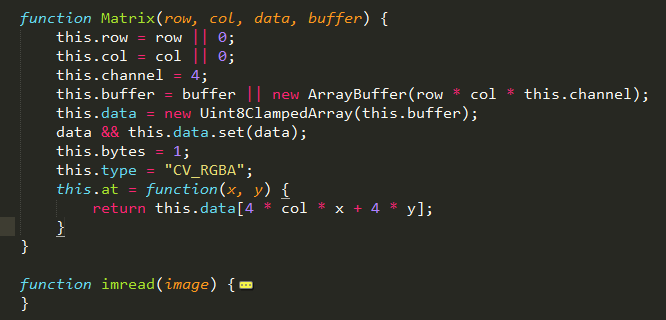 function Matrix(row, col, data, buffer) {
    this.row = row || 0;
    this.col = col || 0;
    this.channel = 4;
    this.buffer = buffer || new ArrayBuffer(row * col * this.channel);
    this.data = new Uint8ClampedArray(this.buffer);
    data && this.data.set(data);
    this.bytes = 1;
    this.type = "CV_RGBA";
    this.at = function(x, y) {
        return this.data[4 * col * x + 4 * y];
    }
}

function imread(image) {
}